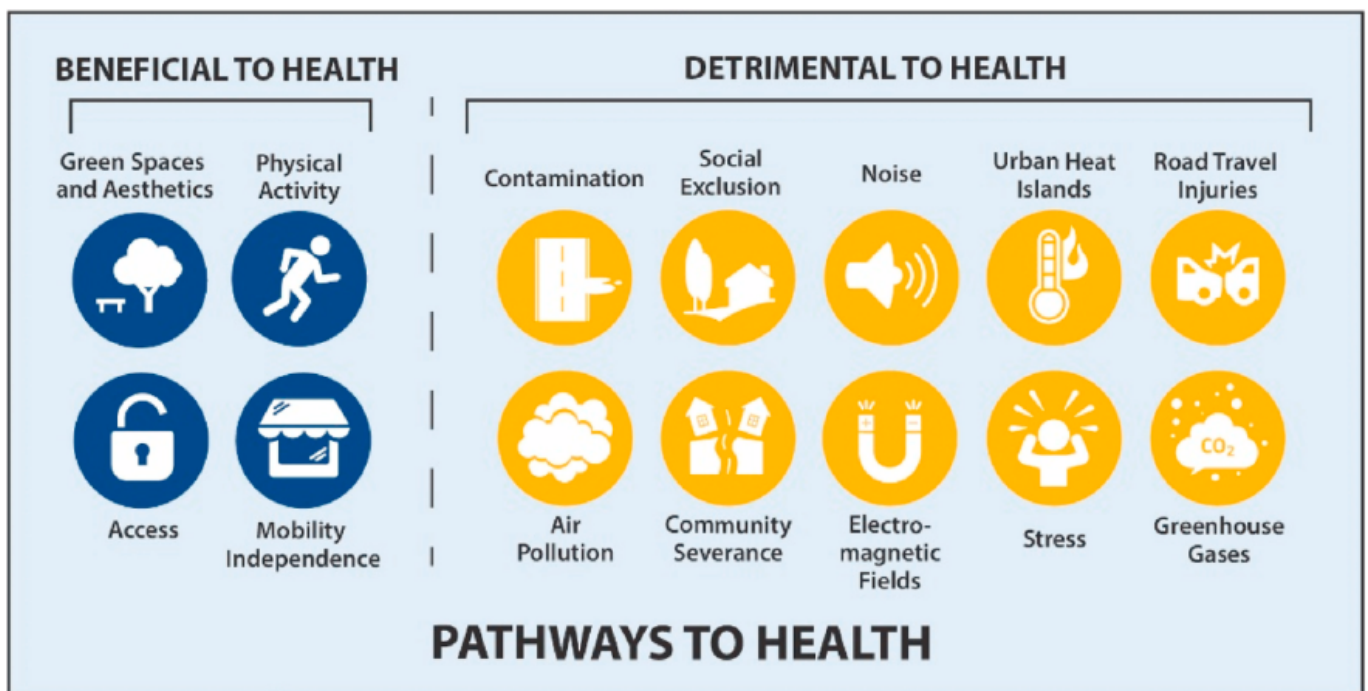 BENEFICIAL TO HEALTH
Green Spaces
and Aesthetics
Physical
Activity
Access
Mobility
Independence
DETRIMENTAL TO HEALTH
Contamination
Social
Exclusion
Noise
Urban Heat
Islands
Road Travel
Injuries
Air
Pollution
Community
Severance
+ -
Electro-
magnetic
Fields
Stress
CO₂
Greenhouse
Gases
PATHWAYS TO HEALTH